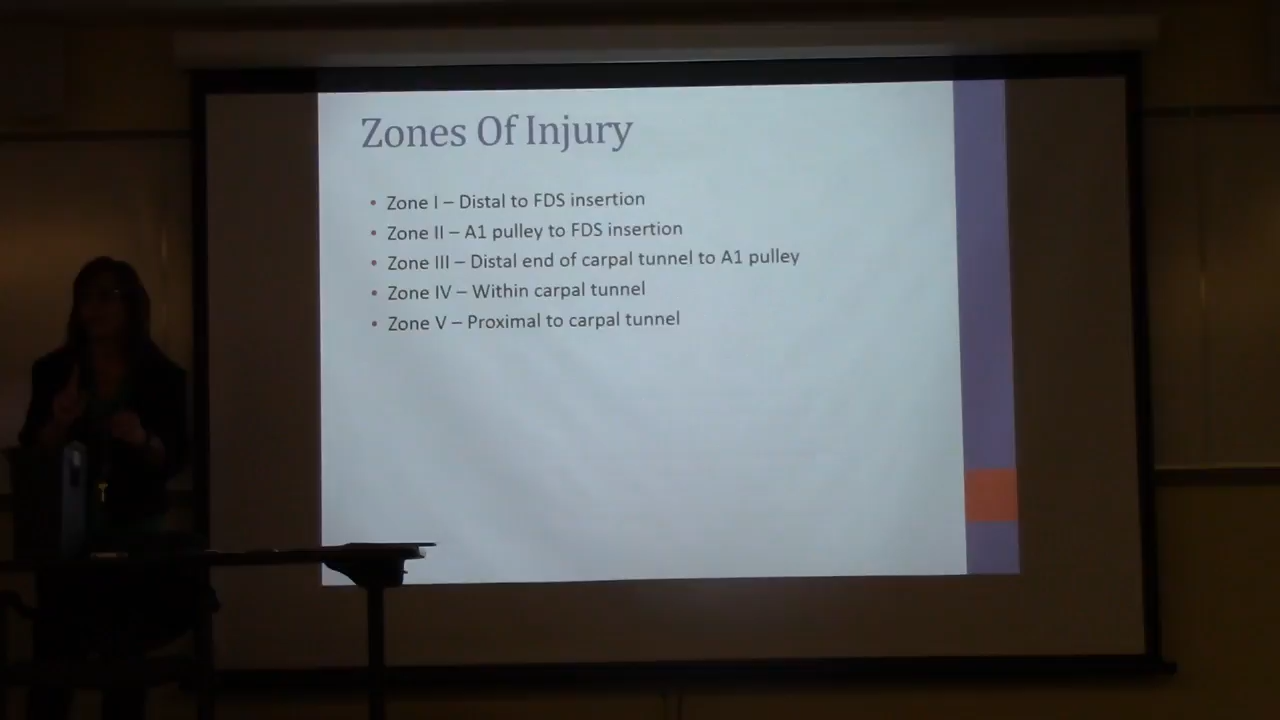 Zones Of Injury
• Zone I – Distal to FDS insertion
• Zone II – A1 pulley to FDS insertion
• Zone III – Distal end of carpal tunnel to A1 pulley
• Zone IV – Within carpal tunnel
• Zone V – Proximal to carpal tunnel